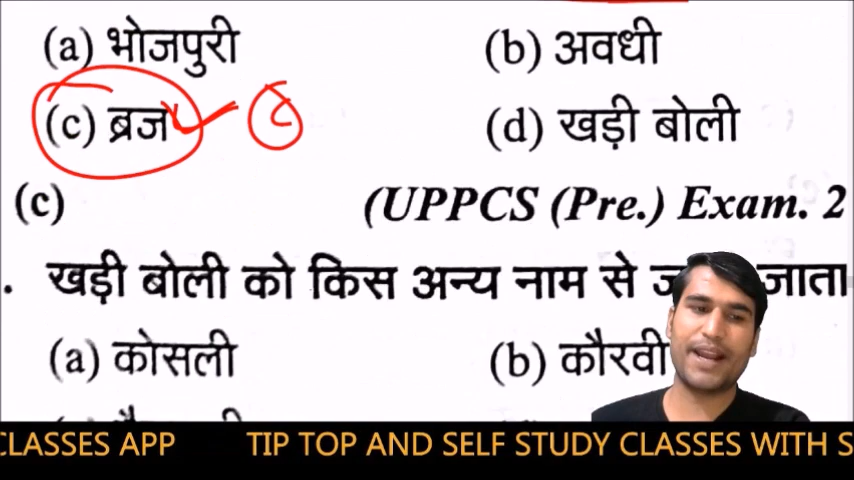 (a) भोजपुरी (b) अवधी
(c) ब्रज (d) खड़ी बोली
(c) (UPPCS (Pre.) Exam. 2
. खड़ी बोली को किस अन्य नाम से जाता
(a) कोसली (b) कौरवी
CLASSES APP TIP TOP AND SELF STUDY CLASSES WITH S